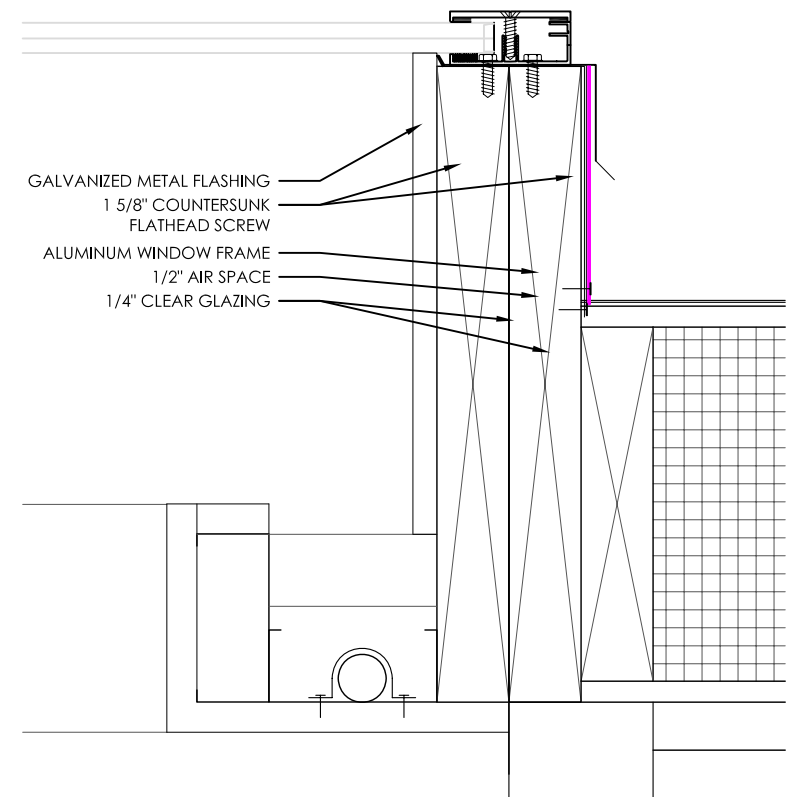 GALVANIZED METAL FLASHING
1 5/8" COUNTERSUNK
FLATHEAD SCREW
ALUMINUM WINDOW FRAME
1/2" AIR SPACE
1/4" CLEAR GLAZING